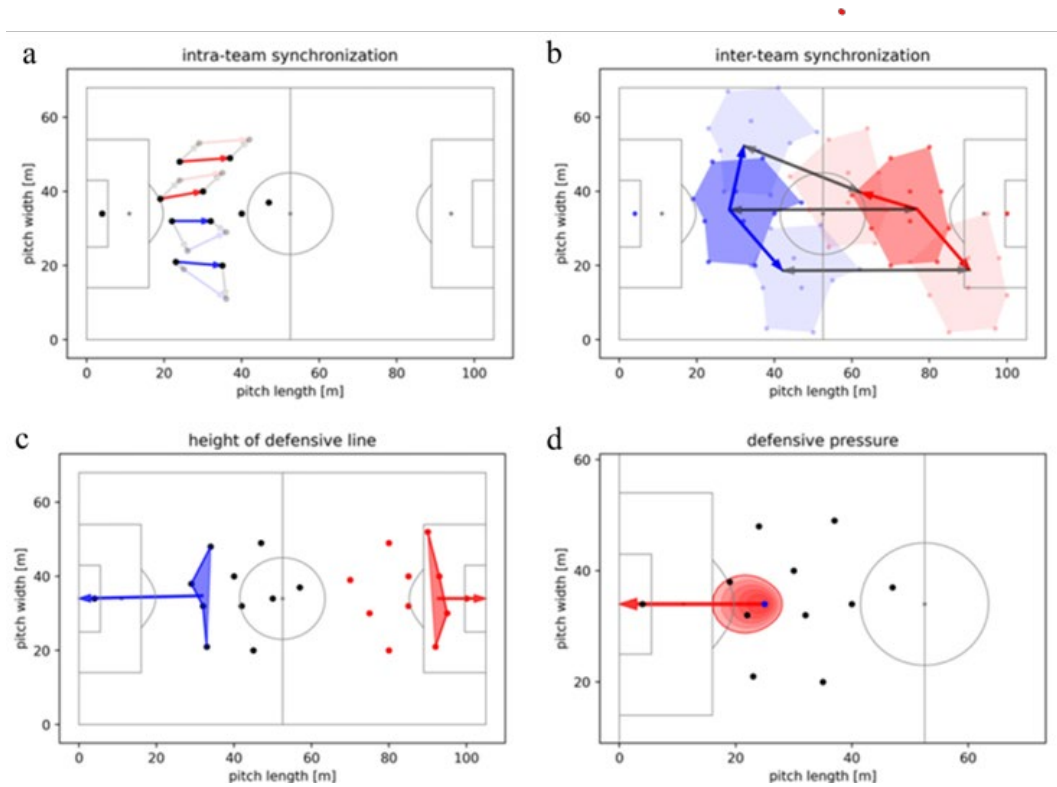 a
intra-team synchronization
60
40
20
0
pitch width [m]
0 20 40 60 80 100
pitch length [m]
b
inter-team synchronization
60
40
20
0
pitch width [m]
0 20 40 60 80 100
pitch length [m]
c
height of defensive line
60
40
20
0
pitch width [m]
0 20 40 60 80 100
pitch length [m]
d
defensive pressure
60
40
20
pitch width [m]
0 20 40 60
pitch length [m]